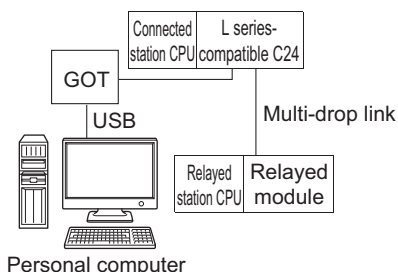 Connected
station CPU
L series-
compatible C24
GOT
USB
Multi-drop link
Relayed
station CPU
Relayed
module
Personal computer